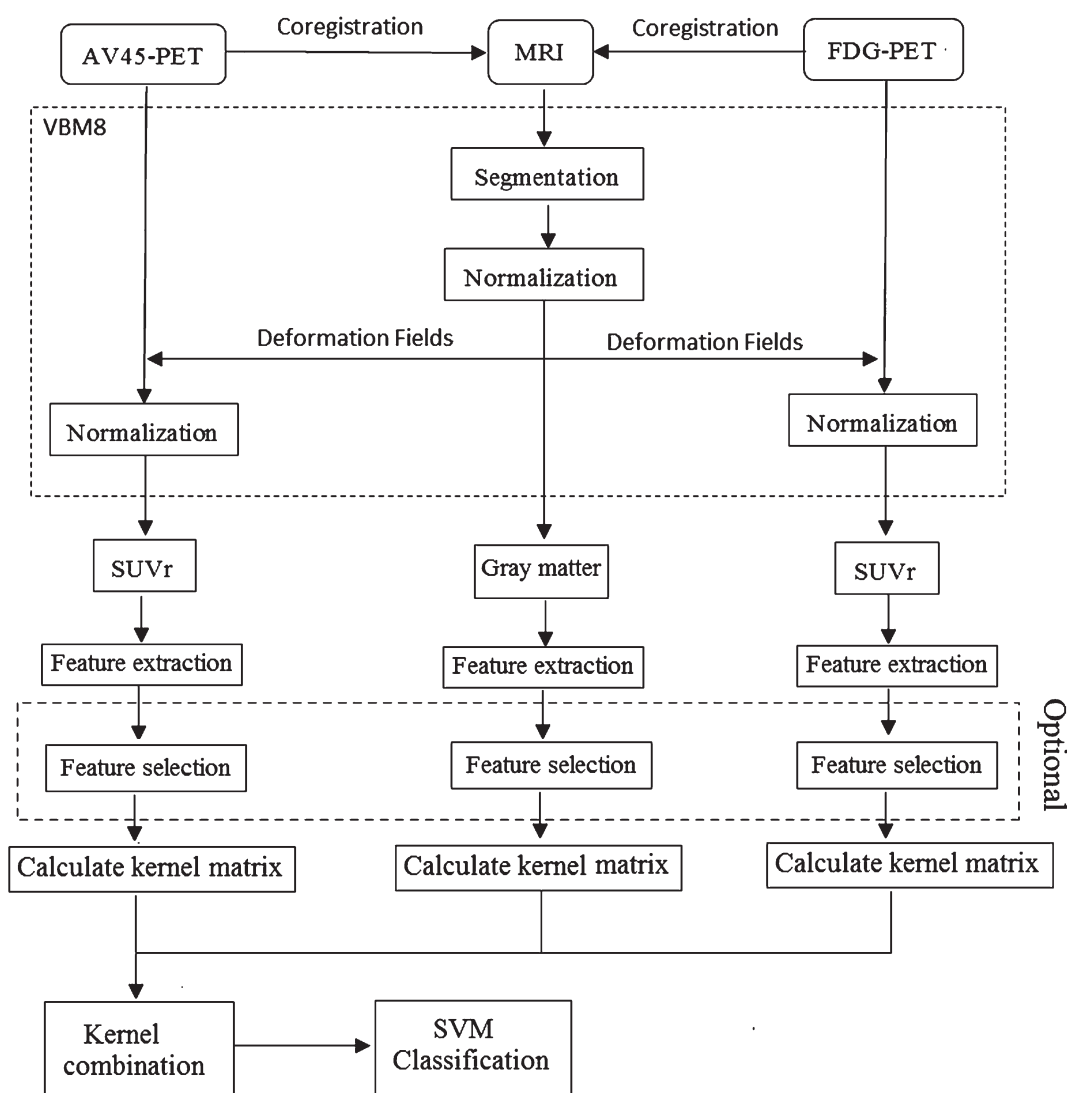 Coregistration
Coregistration
AV45-PET
MRI
FDG-PET
VBM8
Segmentation
Normalization
Deformation Fields
Deformation Fields
Normalization
Normalization
SUVr
Gray matter
SUVr
Feature extraction
Feature extraction
Feature extraction
Optional
Feature selection
Feature selection
Feature selection
Calculate kernel matrix
Calculate kernel matrix
Calculate kernel matrix
Kernel
combination
SVM
Classification